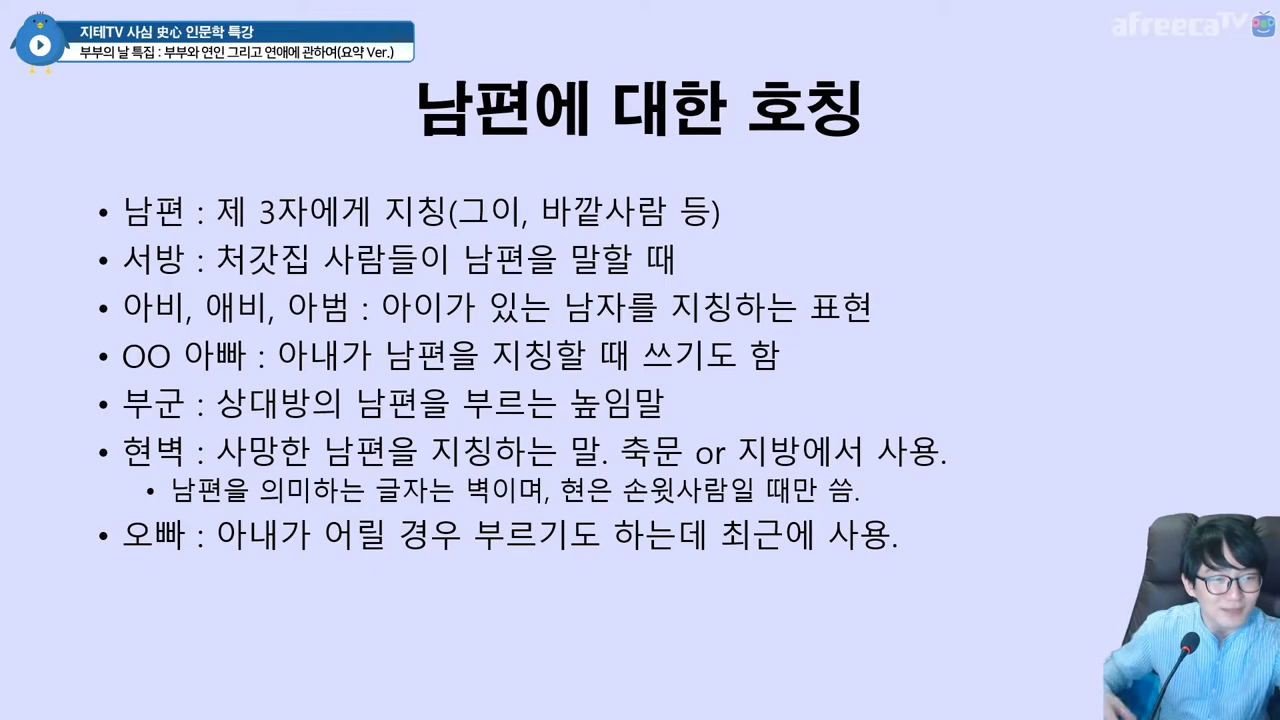 지테TV 사심 史心 인문학 특강
부부의 날 특집 : 부부와 연인 그리고 연애에 관하여(요약 Ver.)
afreecaTV
남편에 대한 호칭
• 남편 : 제 3자에게 지칭(그이, 바깥사람 등)
• 서방 : 처갓집 사람들이 남편을 말할 때
• 아비, 애비, 아범 : 아이가 있는 남자를 지칭하는 표현
• OO 아빠 : 아내가 남편을 지칭할 때 쓰기도 함
• 부군 : 상대방의 남편을 부르는 높임말
• 현벽 : 사망한 남편을 지칭하는 말. 축문 or 지방에서 사용.
• 남편을 의미하는 글자는 벽이며, 현은 손윗사람일 때만 씀.
• 오빠 : 아내가 어릴 경우 부르기도 하는데 최근에 사용.